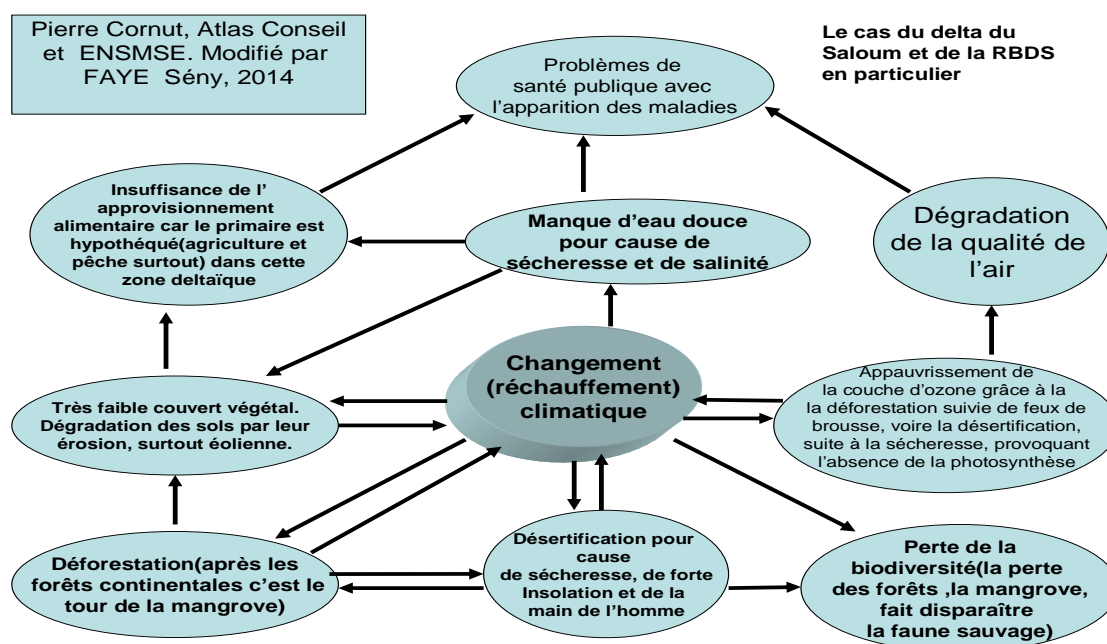 Pierre Cornut, Atlas Conseil
et ENSMSE. Modifié par
FAYE Sény, 2014
Le cas du delta du
Saloum et de la RBDS
en particulier
Problèmes de
santé publique avec
l'apparition des maladies
Insuffisance de l'
approvisionnement
alimentaire car le primaire est
hypothéqué(agriculture et
pêche surtout) dans cette
zone deltaïque
Manque d'eau douce
pour cause de
sécheresse et de salinité
Dégradation
de la qualité de
l'air
Changement
(réchauffement)
climatique
Très faible couvert végétal.
Dégradation des sols par leur
érosion, surtout éolienne.
Appauvrissement de
la couche d'ozone grâce à la
la déforestation suivie de feux de
brousse, voire la désertification,
suite à la sécheresse, provoquant
l'absence de la photosynthèse
Déforestation(après les
forêts continentales c'est le
tour de la mangrove)
Désertification pour
cause
de sécheresse, de forte
Insolation et de la
main de l'homme
Perte de la
biodiversité(la perte
des forêts ,la mangrove,
fait disparaître
la faune sauvage)